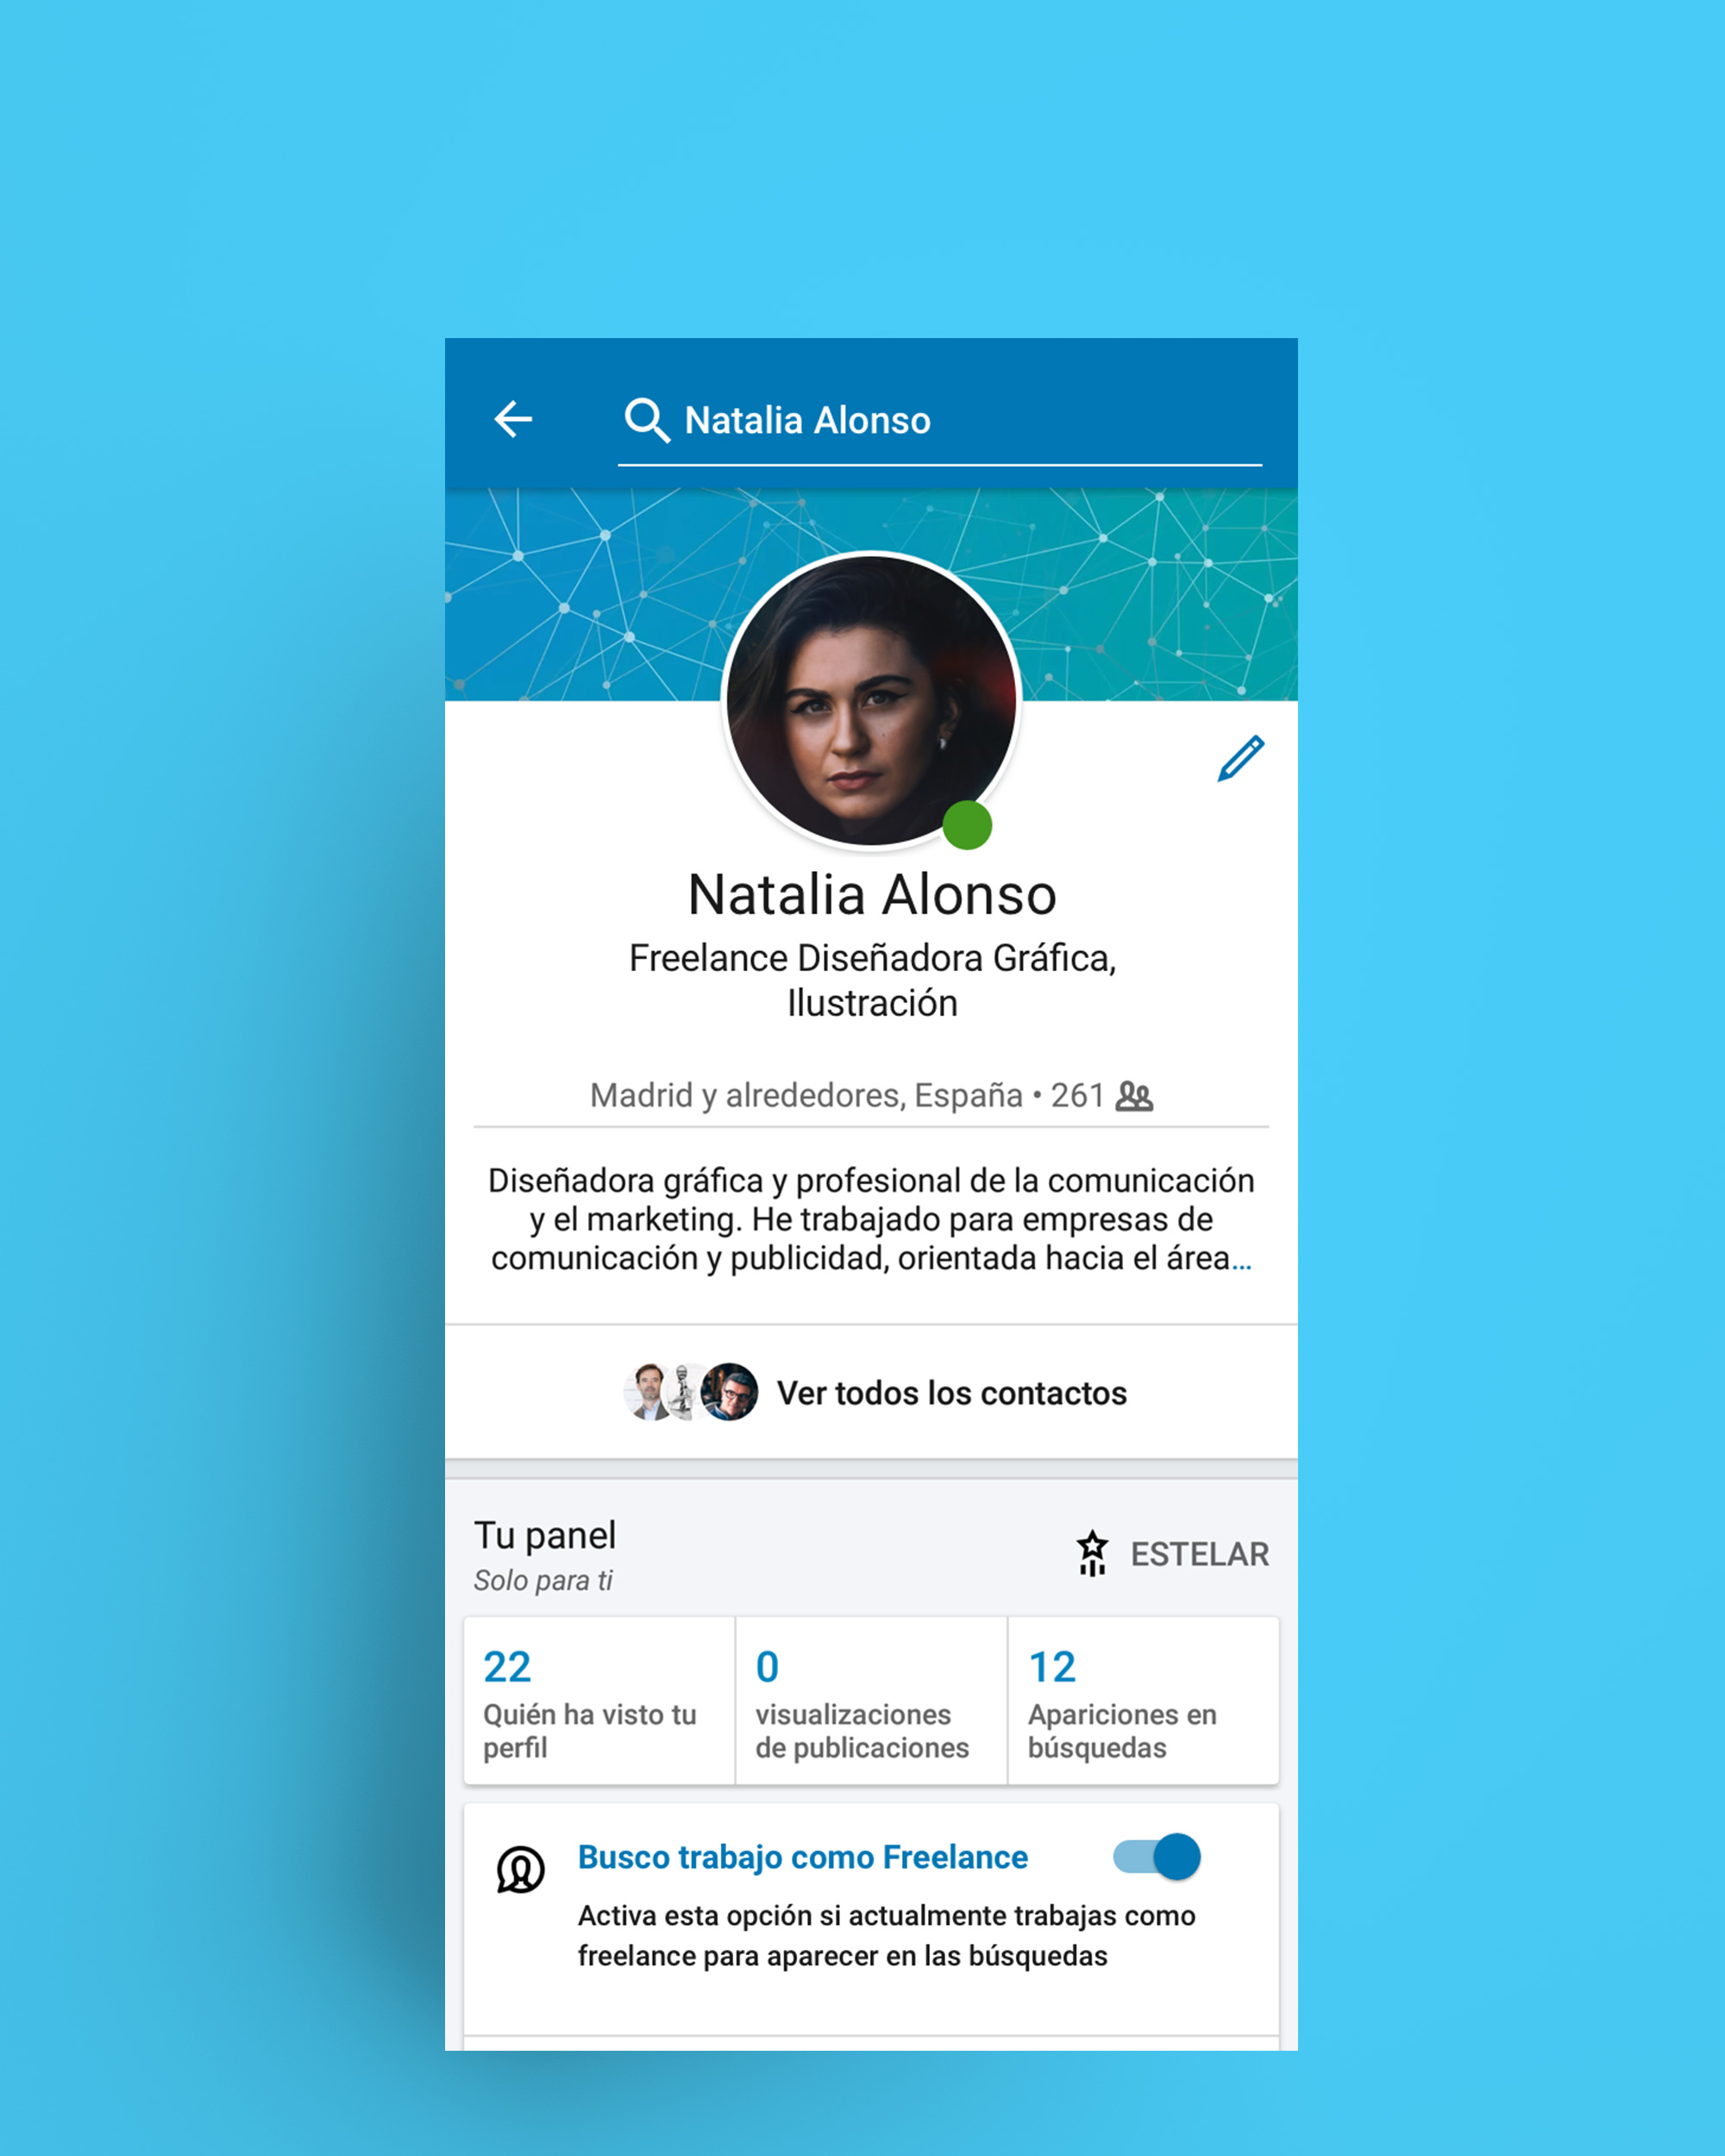 Natalia Alonso
Natalia Alonso
Freelance Diseñadora Gráfica,
Ilustración
Madrid y alrededores, España • 261
Diseñadora gráfica y profesional de la comunicación
y el marketing. He trabajado para empresas de
comunicación y publicidad, orientada hacia el área...
Ver todos los contactos
Tu panel
ESTELAR
Solo para ti
22
Quién ha visto tu
perfil
0
visualizaciones
de publicaciones
12
Apariciones en
búsquedas
Busco trabajo como Freelance
Activa esta opción si actualmente trabajas como
freelance para aparecer en las búsquedas